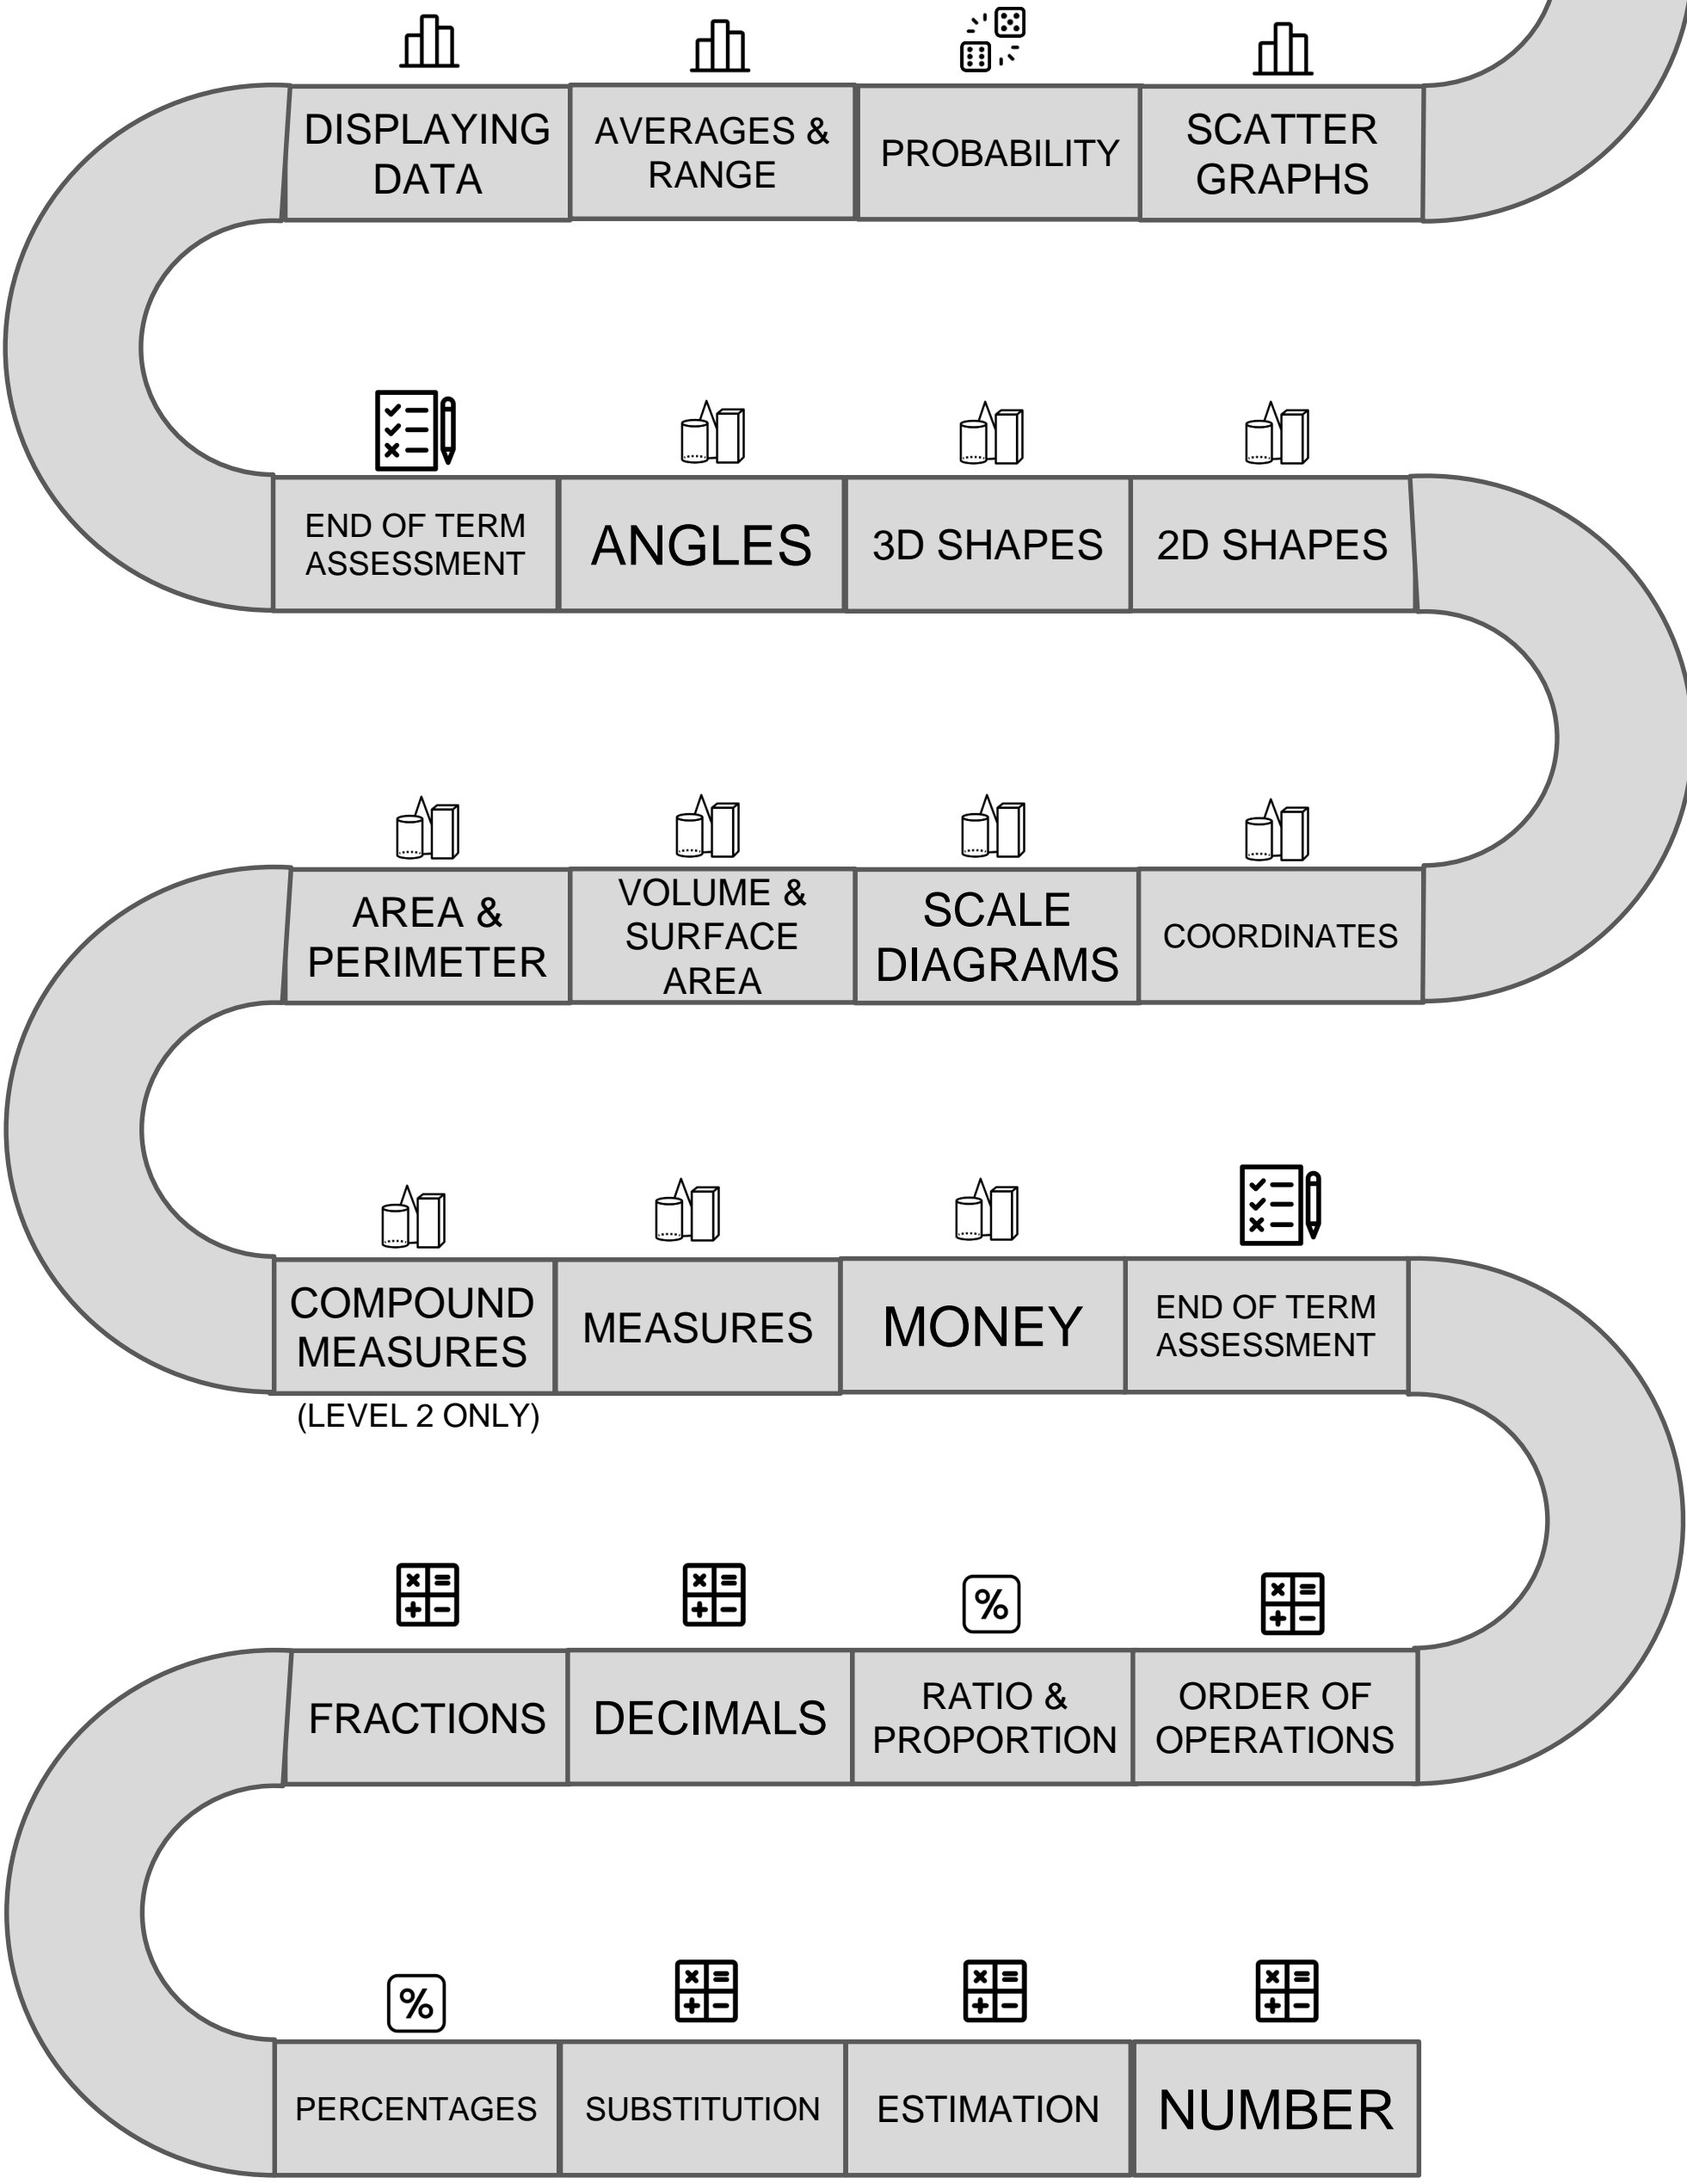 DISPLAYING
DATA
AVERAGES &
RANGE
PROBABILITY
SCATTER
GRAPHS
END OF TERM
ASSESSMENT
ANGLES
3D SHAPES
2D SHAPES
AREA &
PERIMETER
VOLUME &
SURFACE
AREA
SCALE
DIAGRAMS
COORDINATES
COMPOUND
MEASURES
(LEVEL 2 ONLY)
MEASURES
MONEY
END OF TERM
ASSESSMENT
%
FRACTIONS
DECIMALS
RATIO &
PROPORTION
ORDER OF
OPERATIONS
%
PERCENTAGES
SUBSTITUTION
ESTIMATION
NUMBER